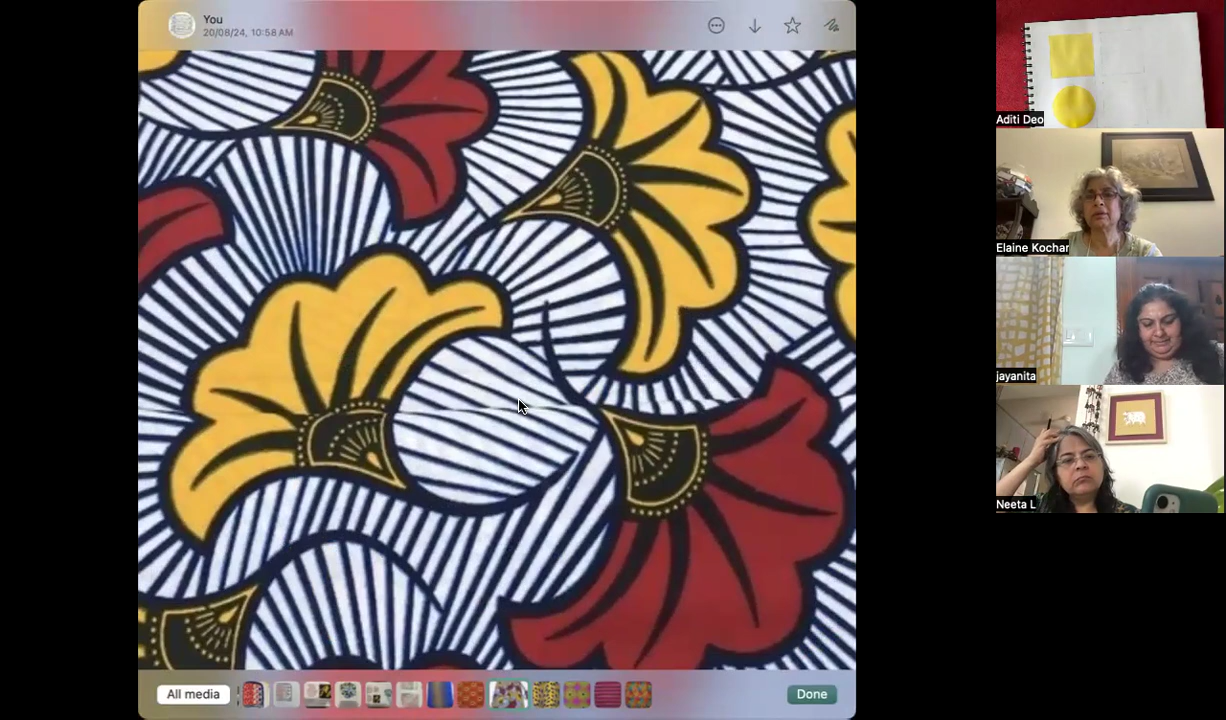 You
20/08/24, 10:58 AM
All media
Done
Aditi Deo
Elaine Kochar
jayanita
Neeta L